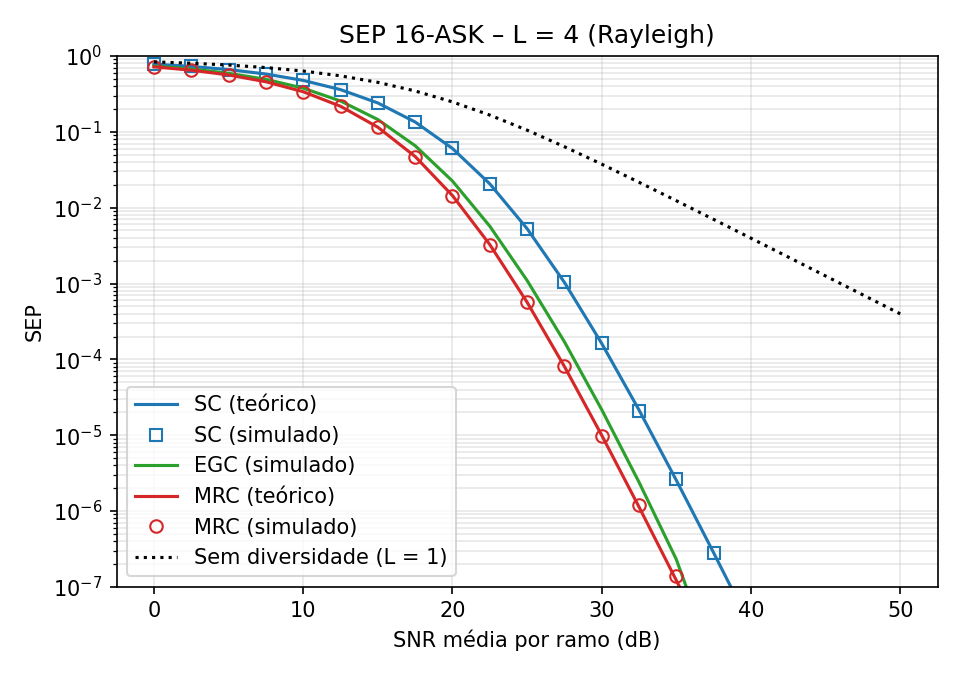 SEP 16-ASK – L = 4 (Rayleigh)
10⁰
10⁻¹
10⁻²
10⁻³
10⁻⁴
10⁻⁵
10⁻⁶
10⁻⁷
SEP
SC (teórico)
SC (simulado)
EGC (simulado)
MRC (teórico)
MRC (simulado)
Sem diversidade (L = 1)
0 10 20 30 40 50
SNR média por ramo (dB)